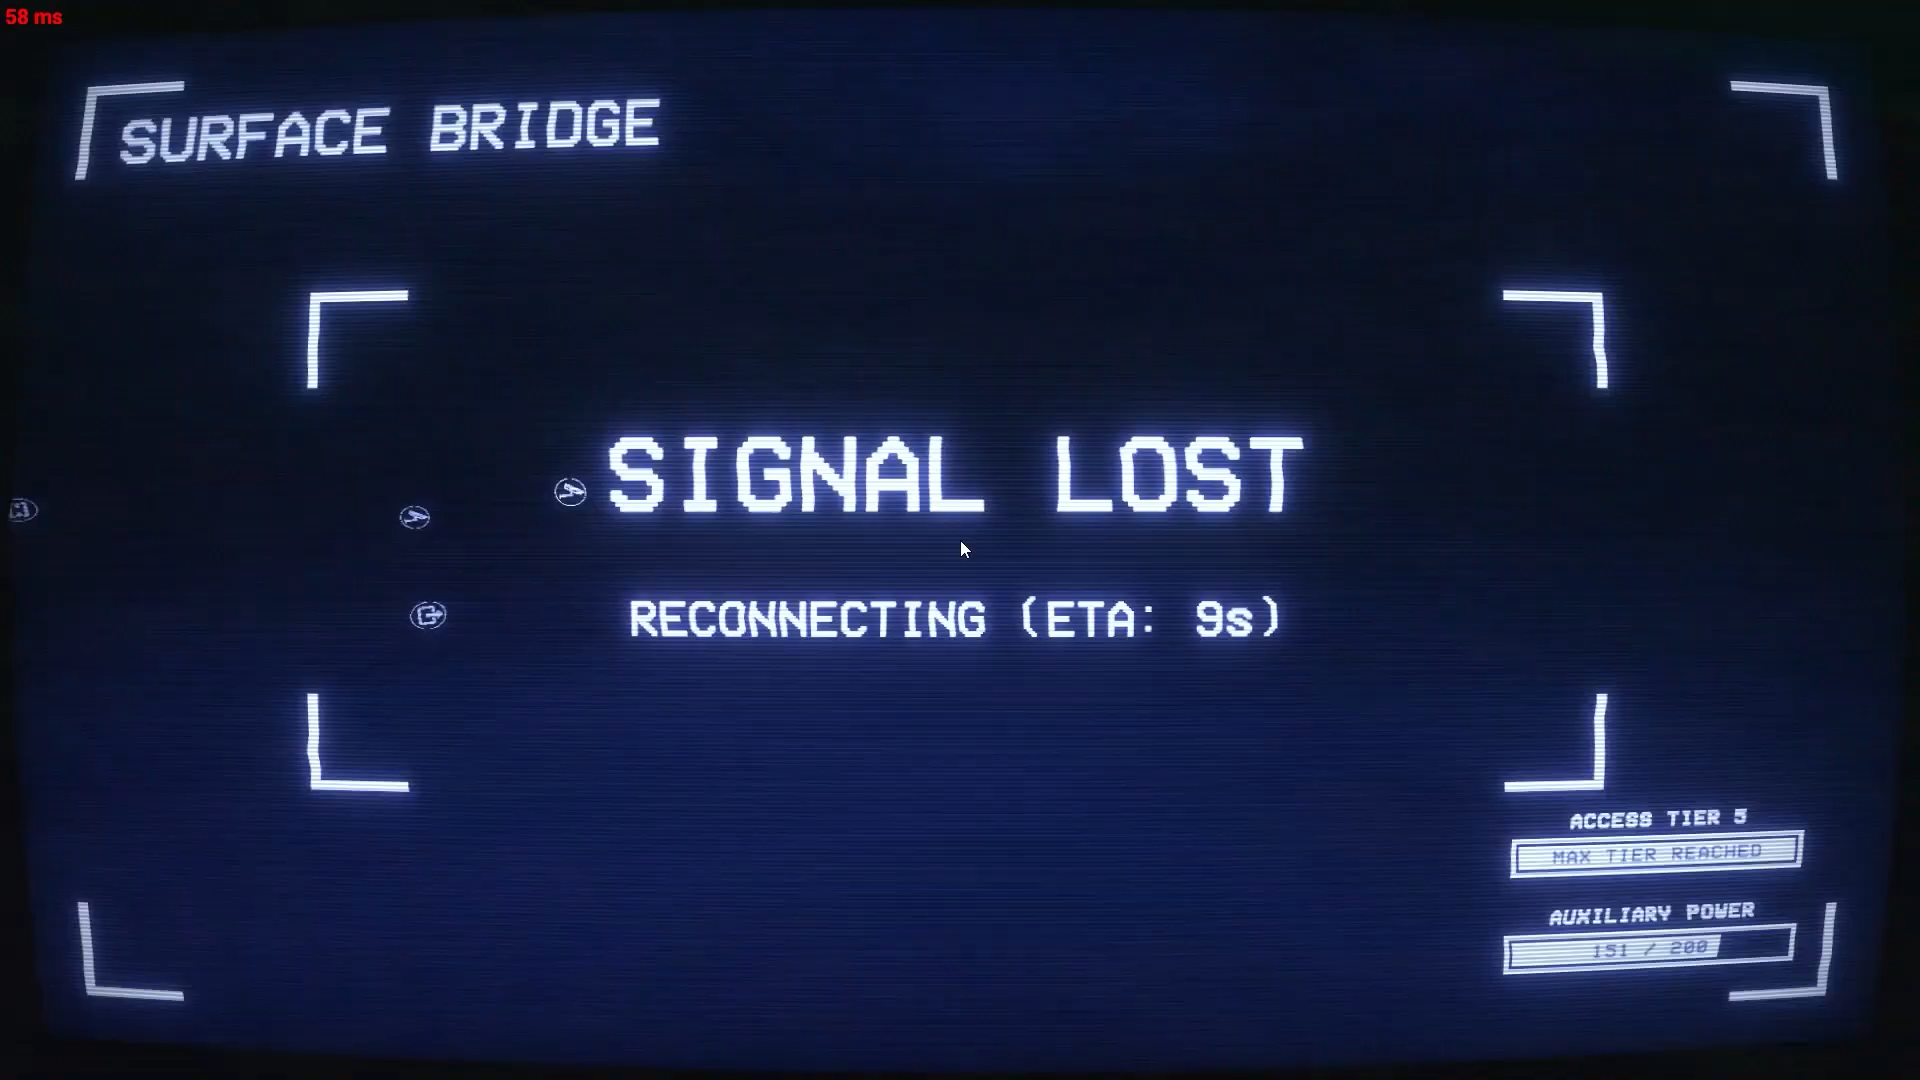 58 ms
SURFACE BRIDGE
SIGNAL LOST
RECONNECTING (ETA: 9s)
ACCESS TIER 5
MAX TIER REACHED
AUXILIARY POWER
151 / 200